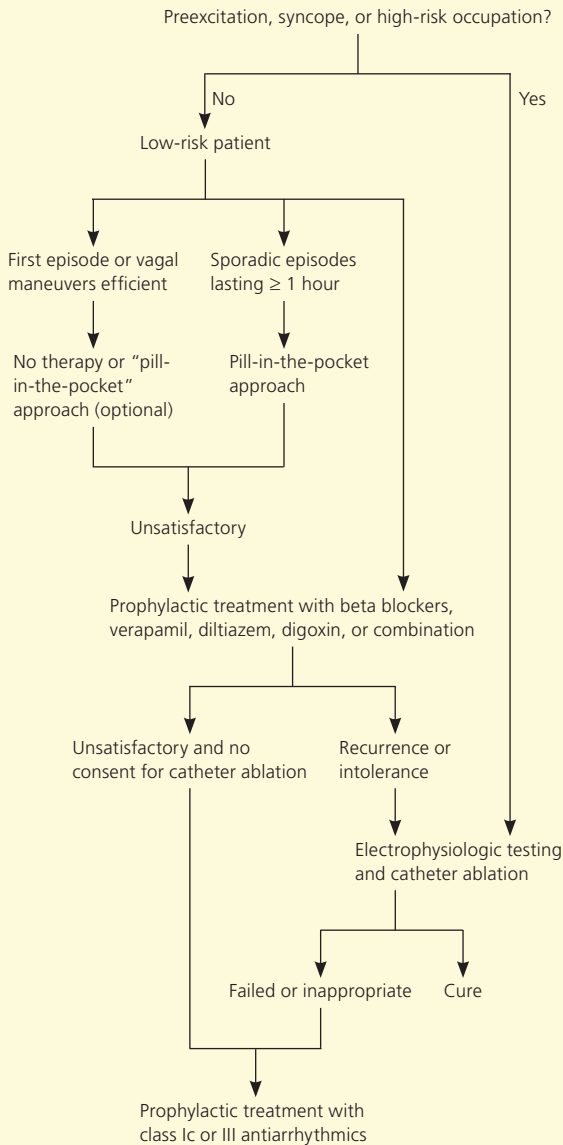 Preexcitation, syncope, or high-risk occupation?
No
Yes
Low-risk patient
First episode or vagal
maneuvers efficient
Sporadic episodes
lasting ≥ 1 hour
No therapy or “pill-
in-the-pocket”
approach (optional)
Pill-in-the-pocket
approach
Unsatisfactory
Prophylactic treatment with beta blockers,
verapamil, diltiazem, digoxin, or combination
Unsatisfactory and no
consent for catheter ablation
Recurrence or
intolerance
Electrophysiologic testing
and catheter ablation
Failed or inappropriate
Cure
Prophylactic treatment with
class Ic or III antiarrhythmics